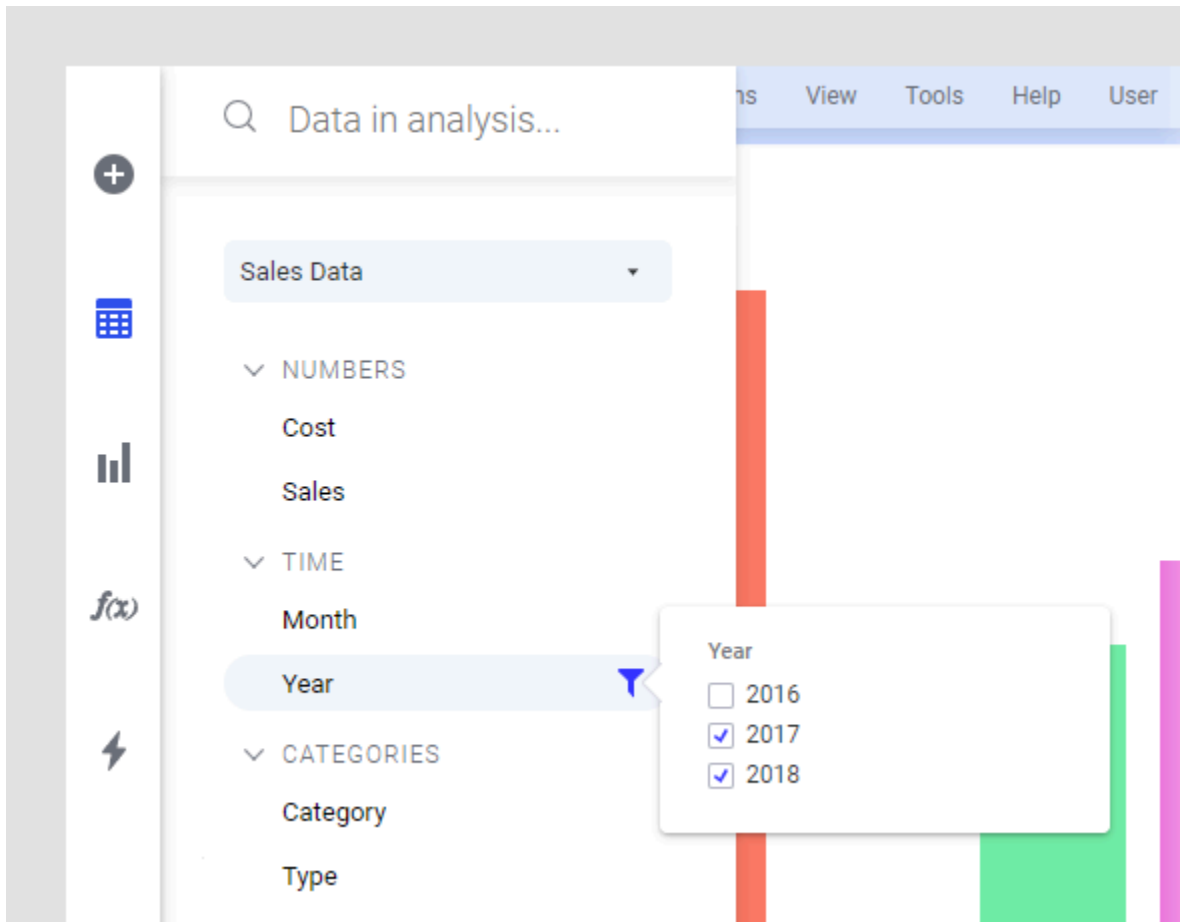 Data in analysis...
ns View Tools Help User
Sales Data
NUMBERS
Cost
Sales
TIME
Month
Year
CATEGORIES
Category
Type
f(x)
Year
2016
2017
2018